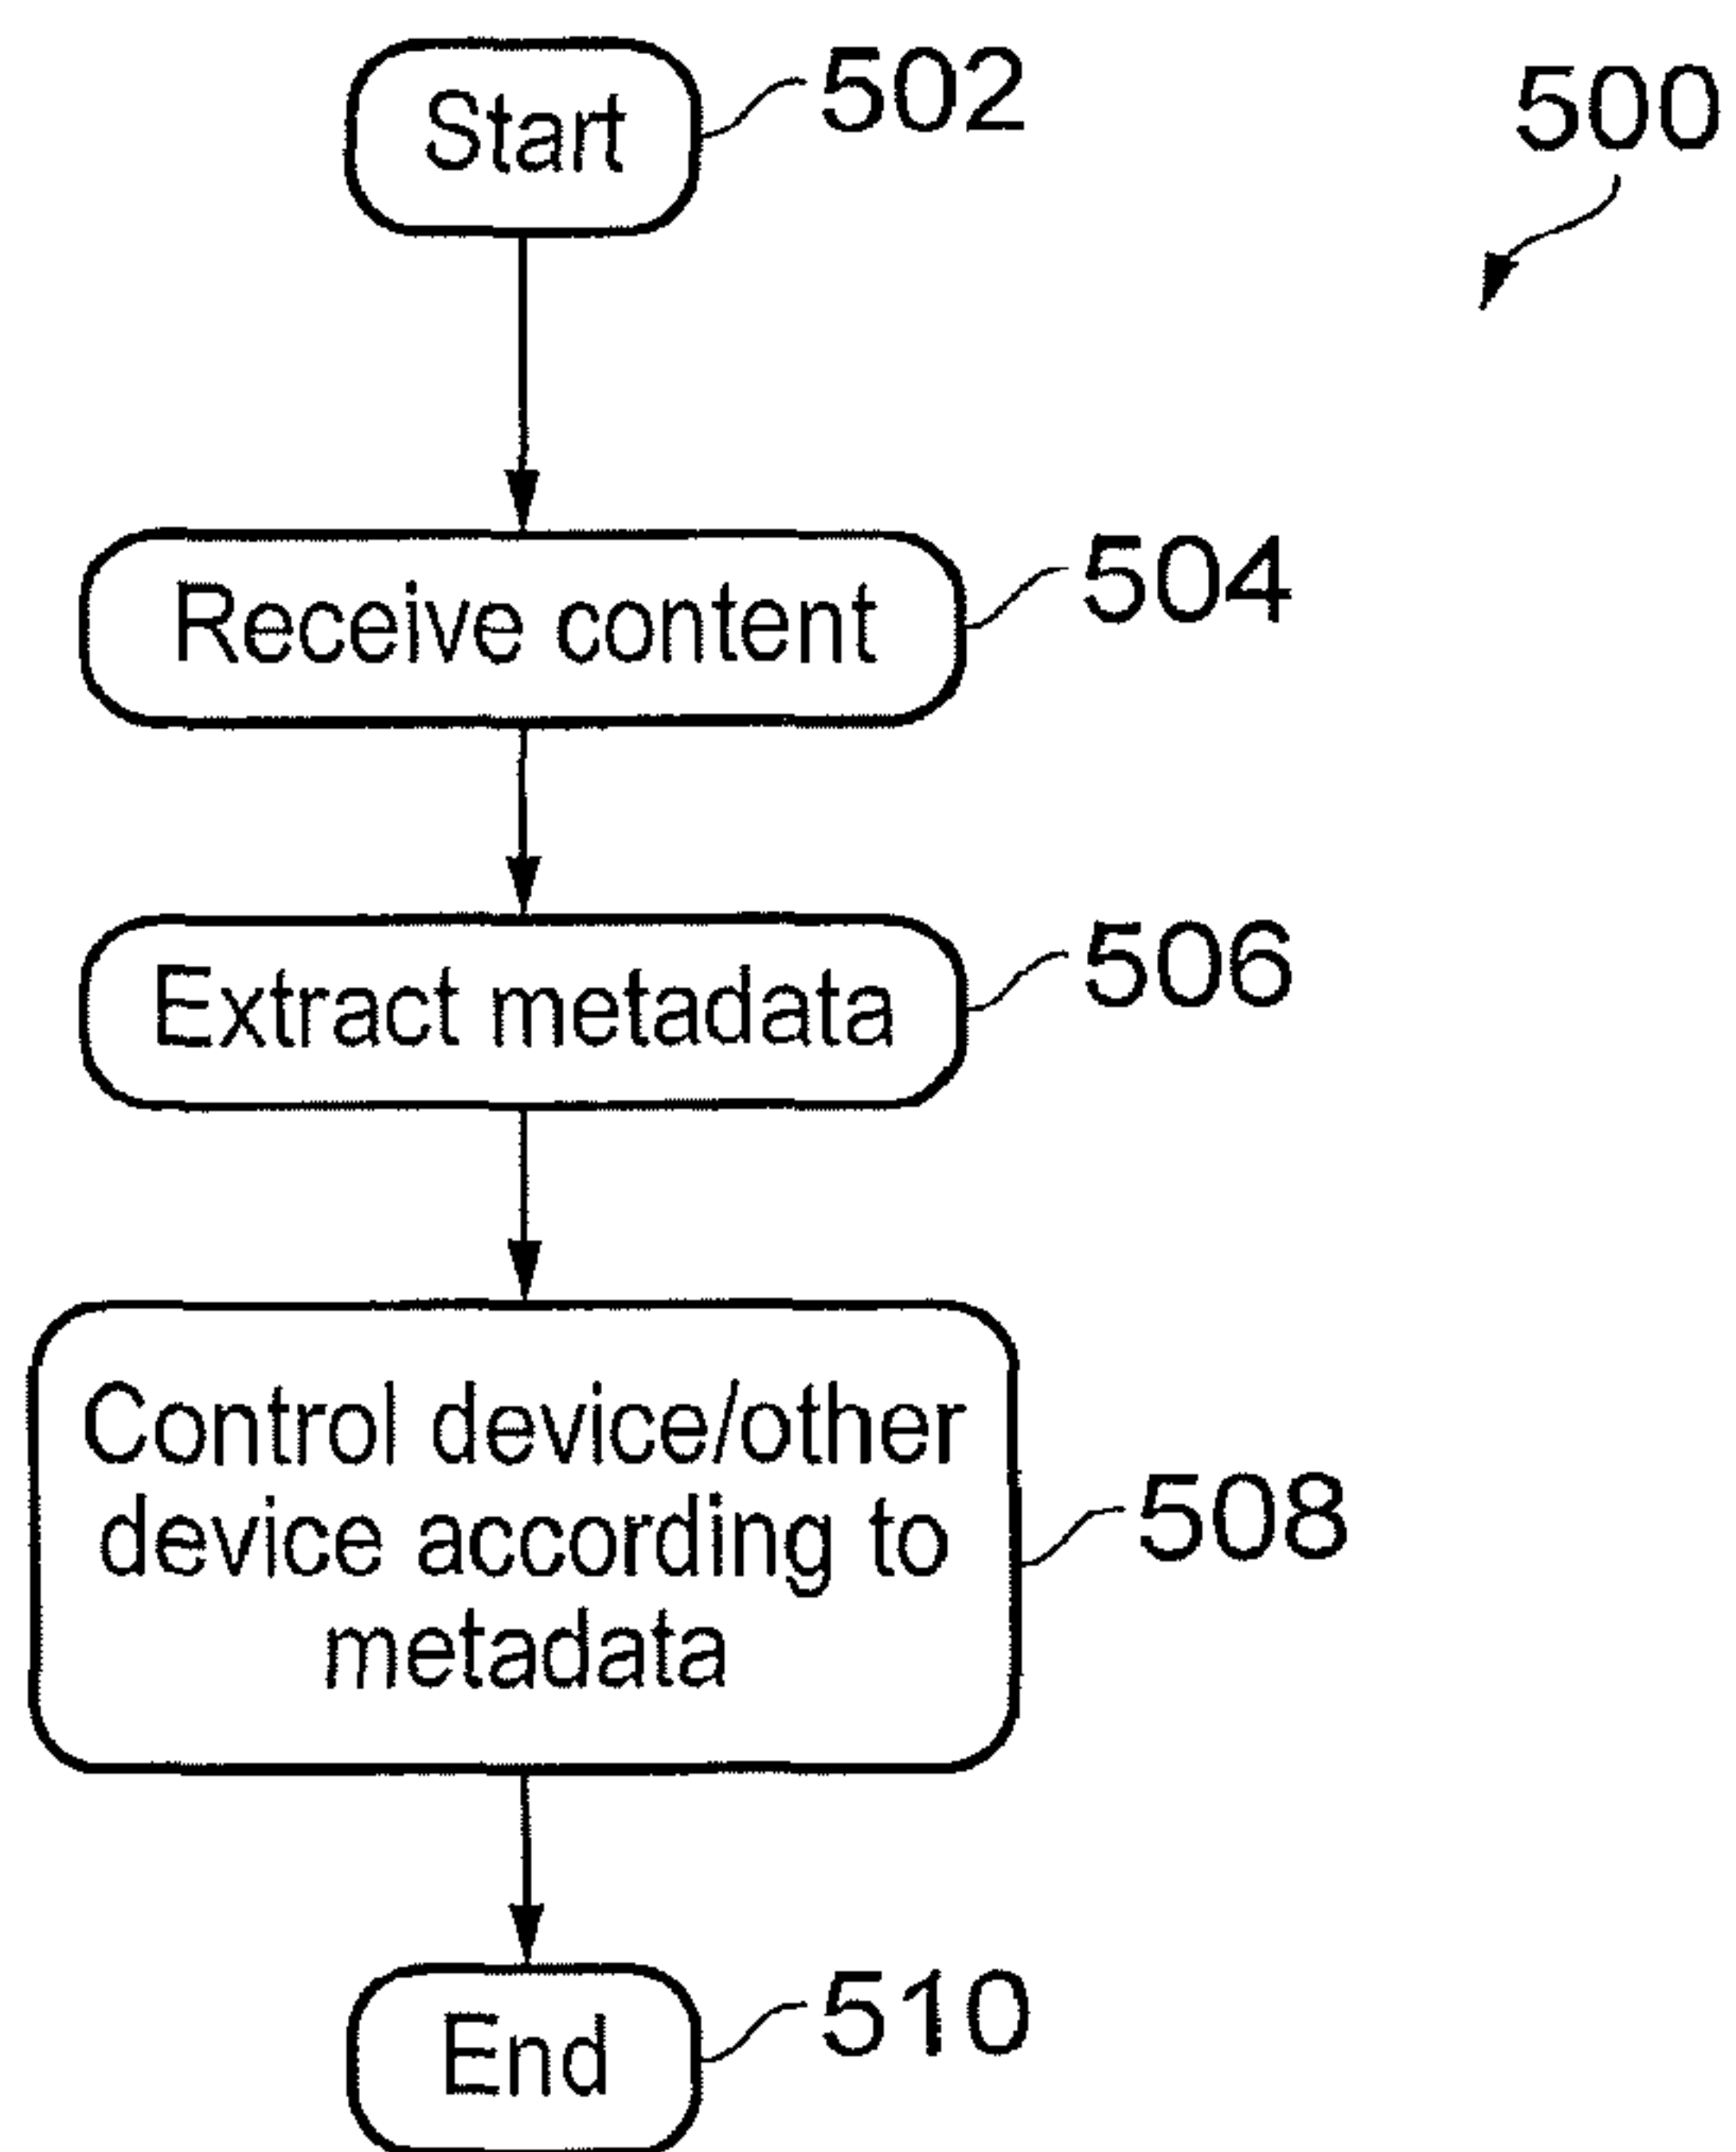 Start
502
500
Receive content
504
Extract metadata
506
Control device/other
device according to
metadata
508
End
510